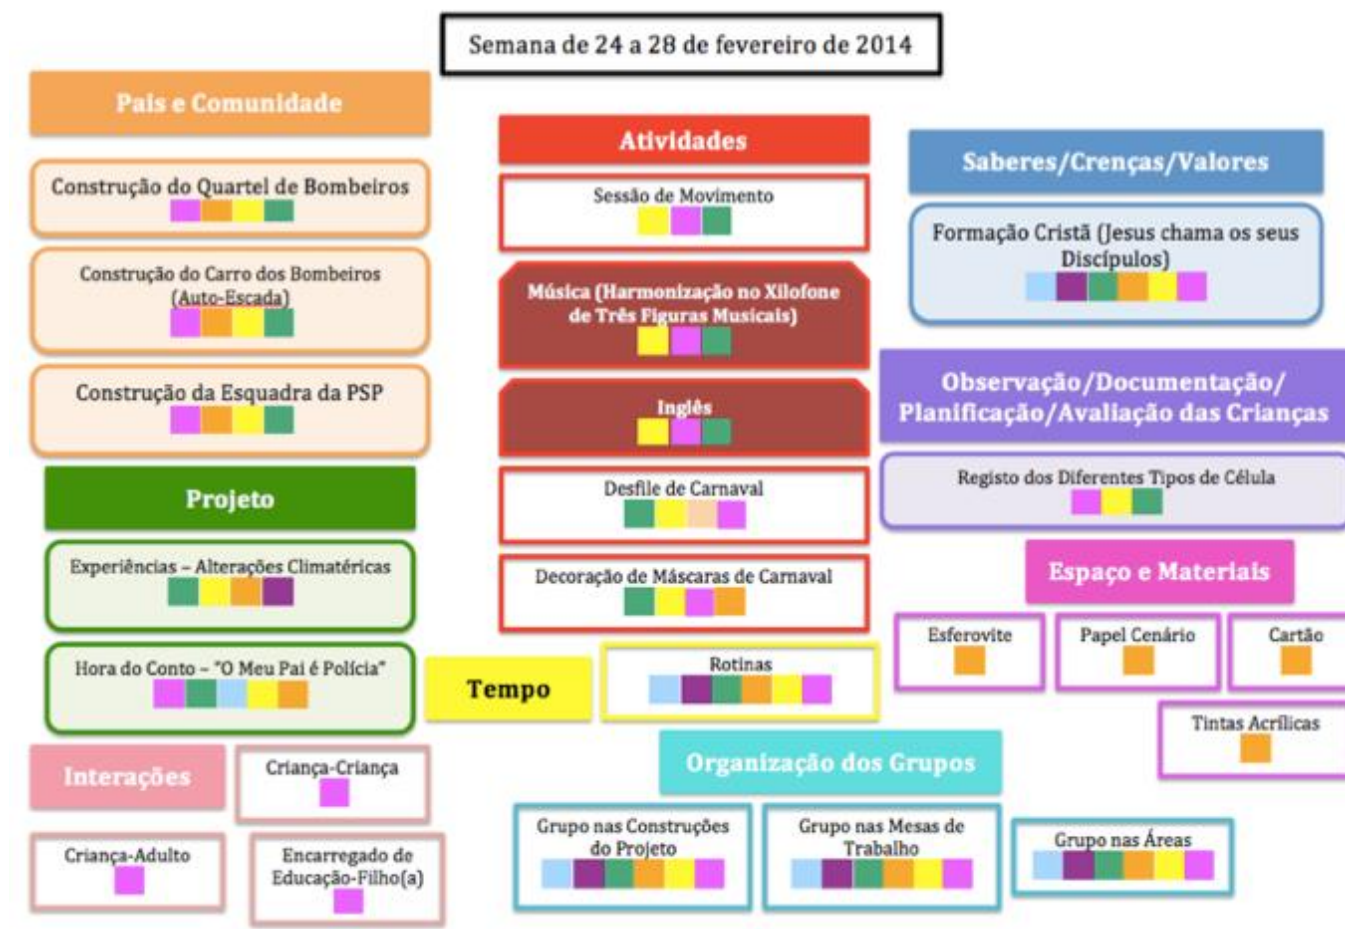 Semana de 24 a 28 de fevereiro de 2014
Pais e Comunidade
Construção do Quartel de Bombeiros
Construção do Carro dos Bombeiros
(Auto-Escada)
Construção da Esquadra da PSP
Projeto
Experiências – Alterações Climatéricas
Hora do Conto – "O Meu Pai é Polícia"
Interações
Criança-Criança
Criança-Adulto
Encarregado de
Educação-Filho(a)
Atividades
Sessão de Movimento
Música (Harmonização no Xilofone
de Três Figuras Musicais)
Inglês
Desfile de Carnaval
Decoração de Máscaras de Carnaval
Tempo
Rotinas
Organização dos Grupos
Grupo nas Construções
do Projeto
Grupo nas Mesas de
Trabalho
Grupo nas Áreas
Saberes/Crenças/Valores
Formação Cristã (Jesus chama os seus
Discípulos)
Observação/Documentação/
Planificação/Avaliação das Crianças
Registo dos Diferentes Tipos de Célula
Espaço e Materiais
Esferovite
Papel Cenário
Cartão
Tintas Acrílicas